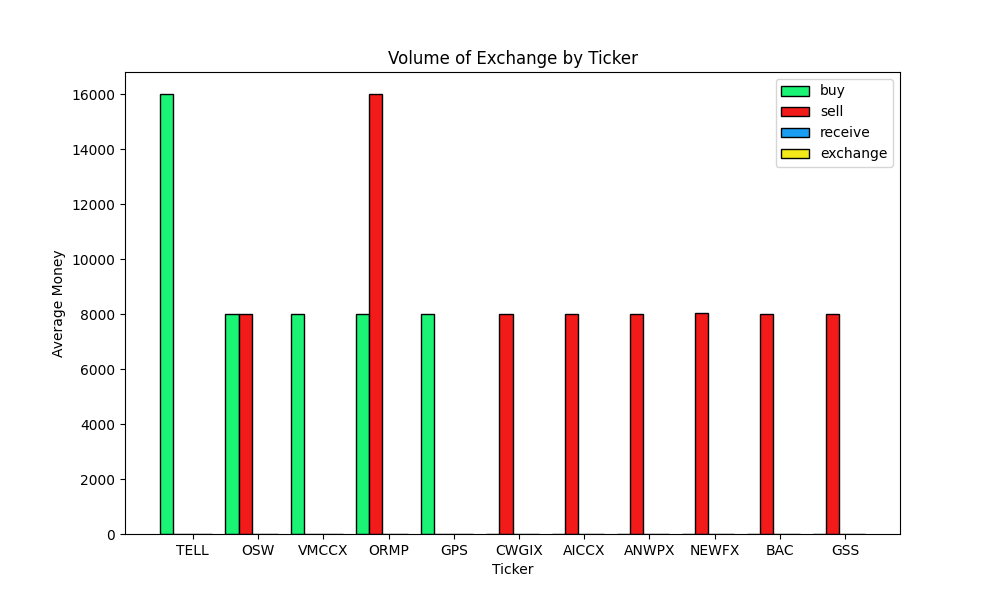 Volume of Exchange by Ticker
buy
sell
receive
exchange
16000
14000
12000
10000
8000
6000
4000
2000
0
Average Money
TELL OSW VMCCX ORMP GPS CWGIX AICCX ANWPX NEWFX BAC GSS
Ticker